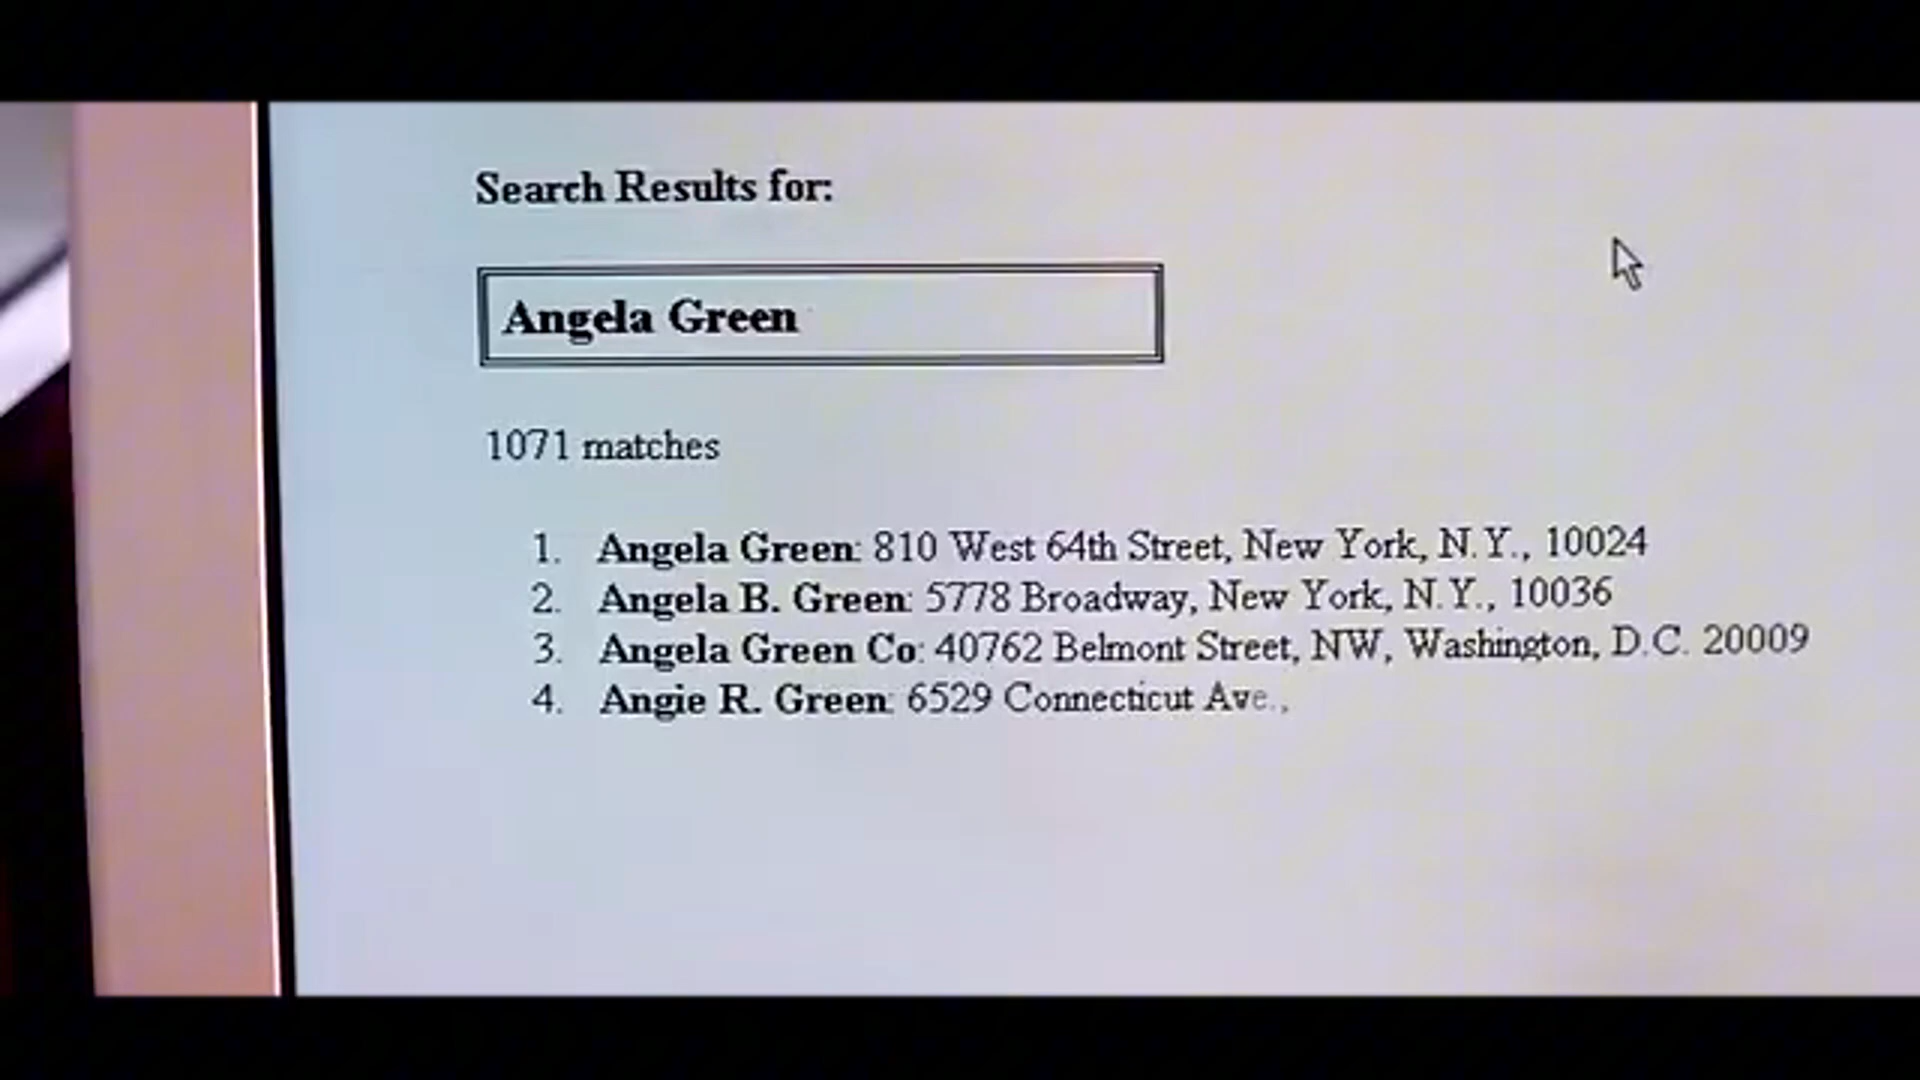 Search Results for:
Angela Green
1071 matches
1. Angela Green: 810 West 64th Street, New York, N.Y., 10024
2. Angela B. Green: 5778 Broadway, New York, N.Y., 10036
3. Angela Green Co: 40762 Belmont Street, NW, Washington, D.C. 20009
4. Angie R. Green: 6529 Connecticut Ave.,